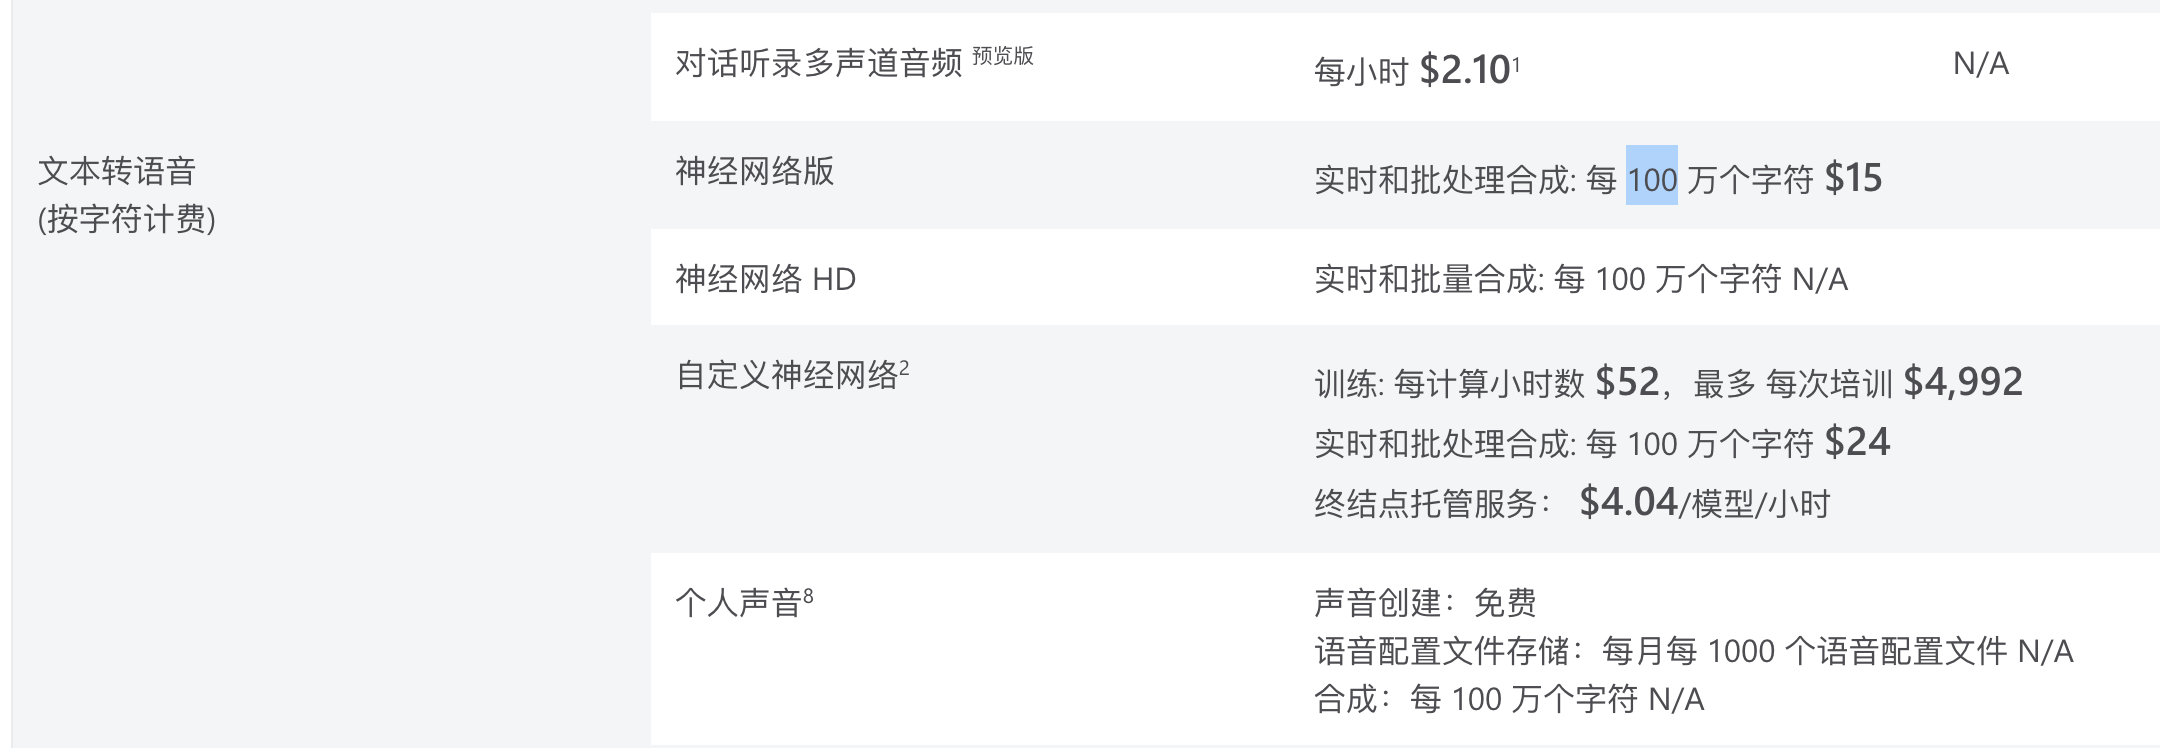 对话听录多声道音频 预览版
每小时 $2.10¹
N/A
文本转语音
(按字符计费)
神经网络版
实时和批处理合成: 每 100 万个字符 $15
神经网络 HD
实时和批量合成: 每 100 万个字符 N/A
自定义神经网络²
训练: 每计算小时数 $52，最多 每次培训 $4,992
实时和批处理合成: 每 100 万个字符 $24
终结点托管服务： $4.04/模型/小时
个人声音⁸
声音创建：免费
语音配置文件存储：每月每 1000 个语音配置文件 N/A
合成：每 100 万个字符 N/A